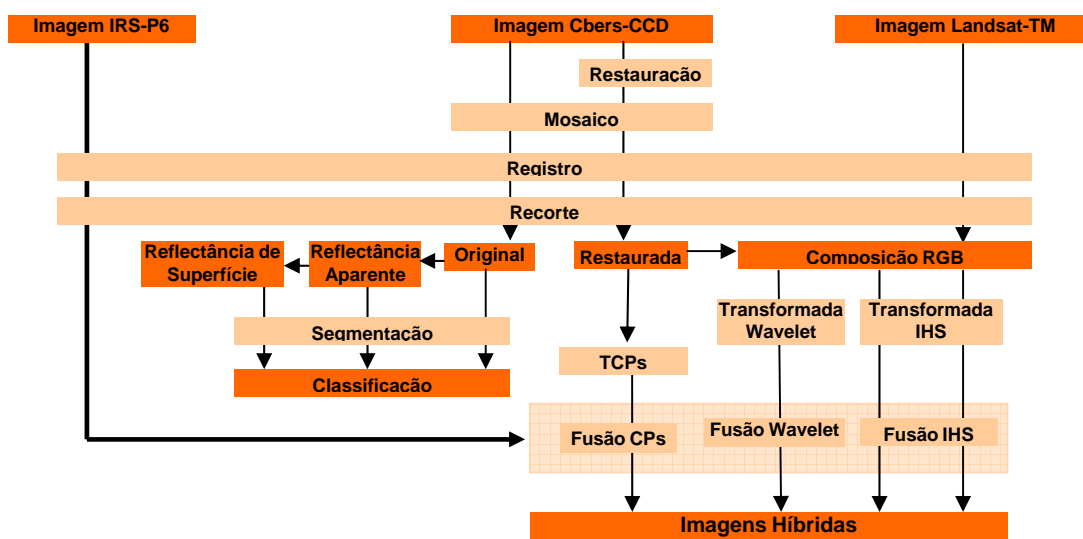 Imagem IRS-P6
Imagem Cbers-CCD
Imagem Landsat-TM
Restauração
Mosaico
Registro
Recorte
Reflectância de
Superfície
Reflectância
Aparente
Original
Restaurada
Composição RGB
Transformada
Wavelet
Transformada
IHS
Segmentação
TCPs
Classificação
Fusão CPs
Fusão Wavelet
Fusão IHS
Imagens Híbridas